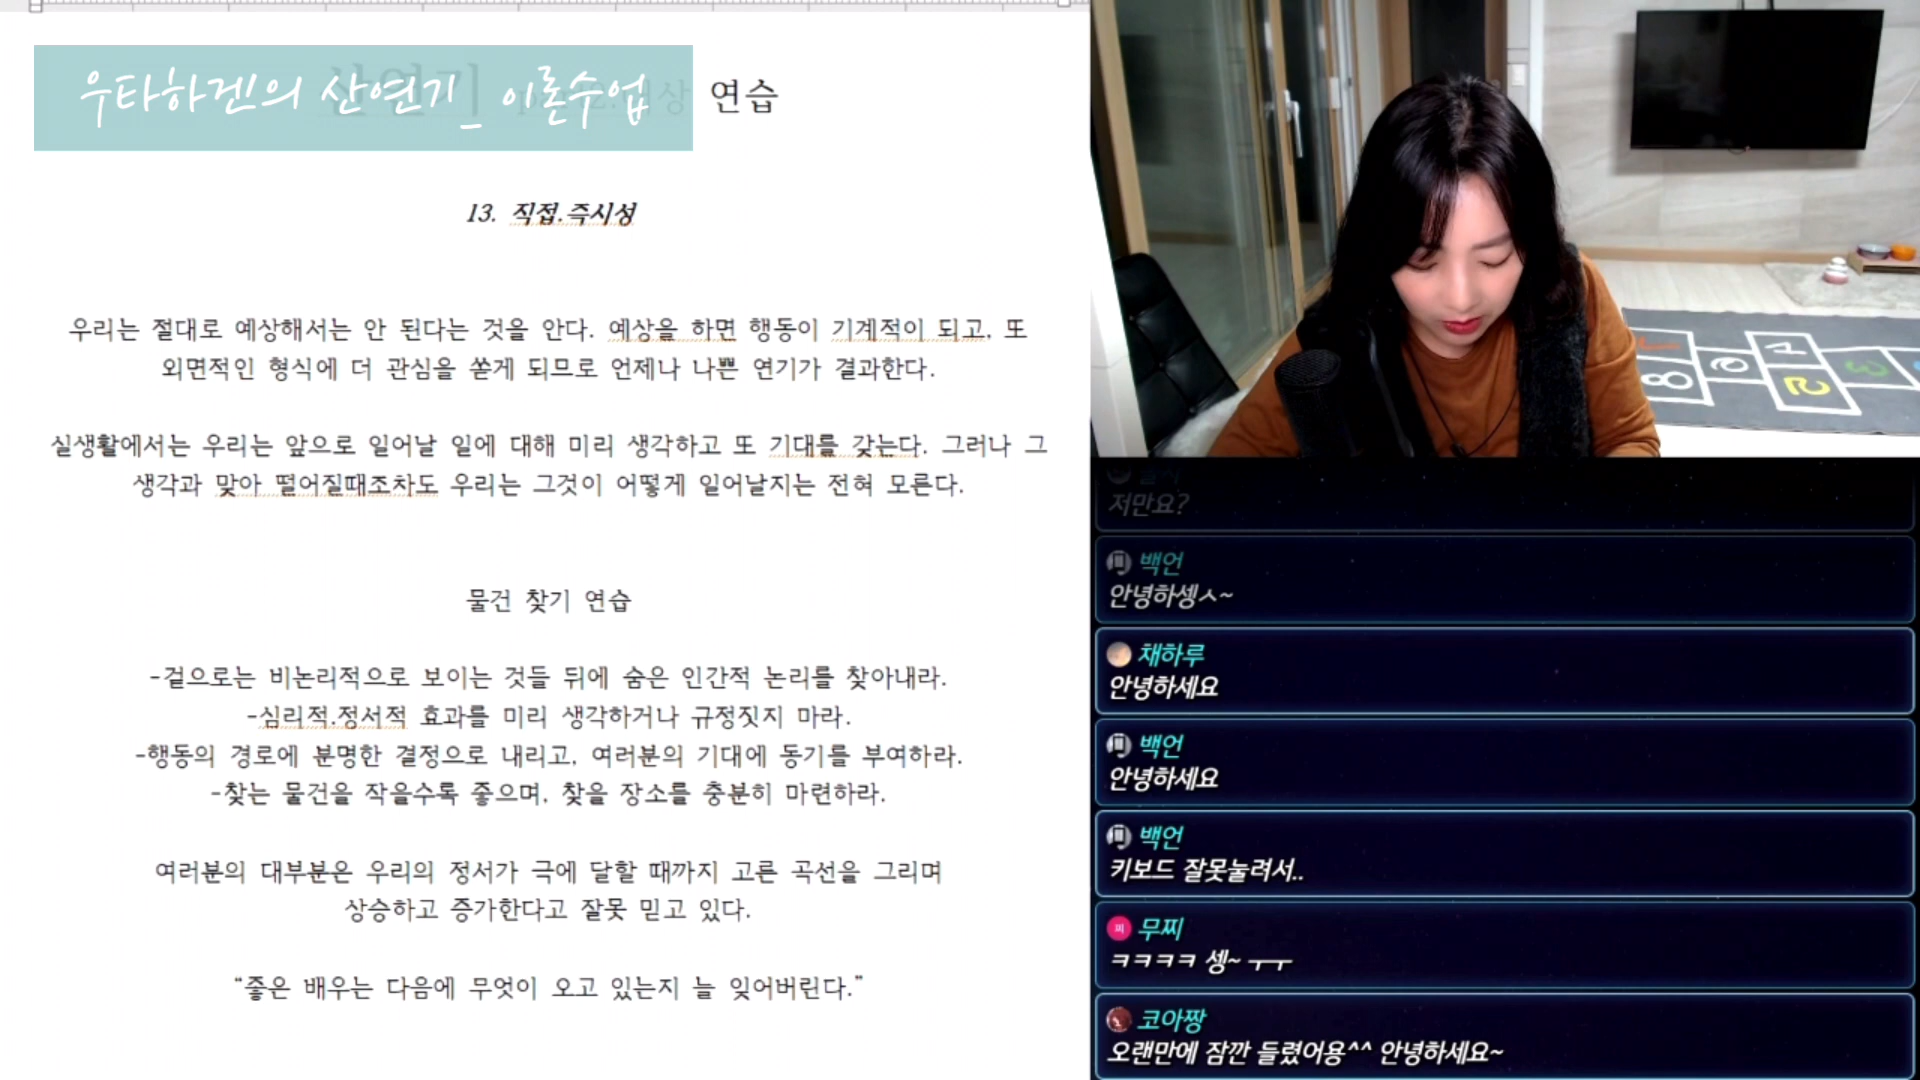 우타하겐의 산연기_ 이론수업
연습
13. 직접.즉시성
우리는 절대로 예상해서는 안 된다는 것을 안다. 예상을 하면 행동이 기계적이 되고, 또
외면적인 형식에 더 관심을 쏟게 되므로 언제나 나쁜 연기가 결과한다.
실생활에서는 우리는 앞으로 일어날 일에 대해 미리 생각하고 또 기대를 갖는다. 그러나 그
생각과 맞아 떨어질때조차도 우리는 그것이 어떻게 일어날지는 전혀 모른다.
물건 찾기 연습
-겉으로는 비논리적으로 보이는 것들 뒤에 숨은 인간적 논리를 찾아내라.
-심리적.정서적 효과를 미리 생각하거나 규정짓지 마라.
-행동의 경로에 분명한 결정으로 내리고, 여러분의 기대에 동기를 부여하라.
-찾는 물건을 작을수록 좋으며, 찾을 장소를 충분히 마련하라.
여러분의 대부분은 우리의 정서가 극에 달할 때까지 고른 곡선을 그리며
상승하고 증가한다고 잘못 믿고 있다.
“좋은 배우는 다음에 무엇이 오고 있는지 늘 잊어버린다.”
저만요?
백언
안녕하셍ㅅ~
채하루
안녕하세요
백언
안녕하세요
백언
키보드 잘못눌려서..
무찌
ㅋㅋㅋㅋ 셍~ ㅜㅜ
코아짱
오랜만에 잠깐 들렸어용^^ 안녕하세요~